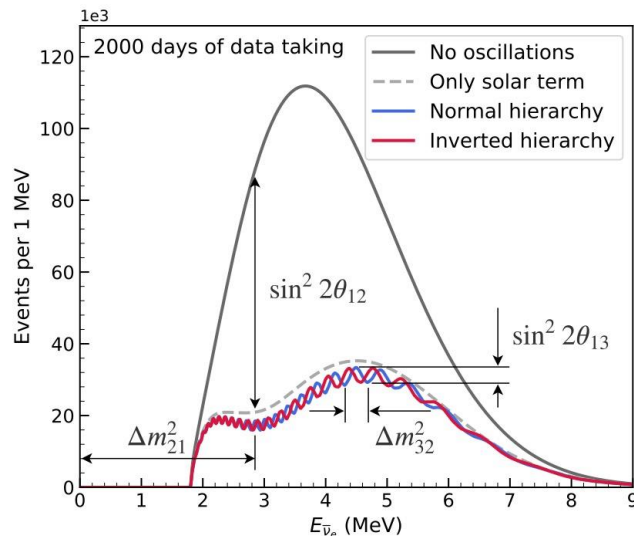 1e3
2000 days of data taking
No oscillations
Only solar term
Normal hierarchy
Inverted hierarchy
120
100
80
60
40
20
0
Events per 1 MeV
sin² 2θ₁₂
sin² 2θ₁₃
Δm²₂₁
Δm²₃₂
0 1 2 3 4 5 6 7 8 9
E_ν̅ₑ (MeV)